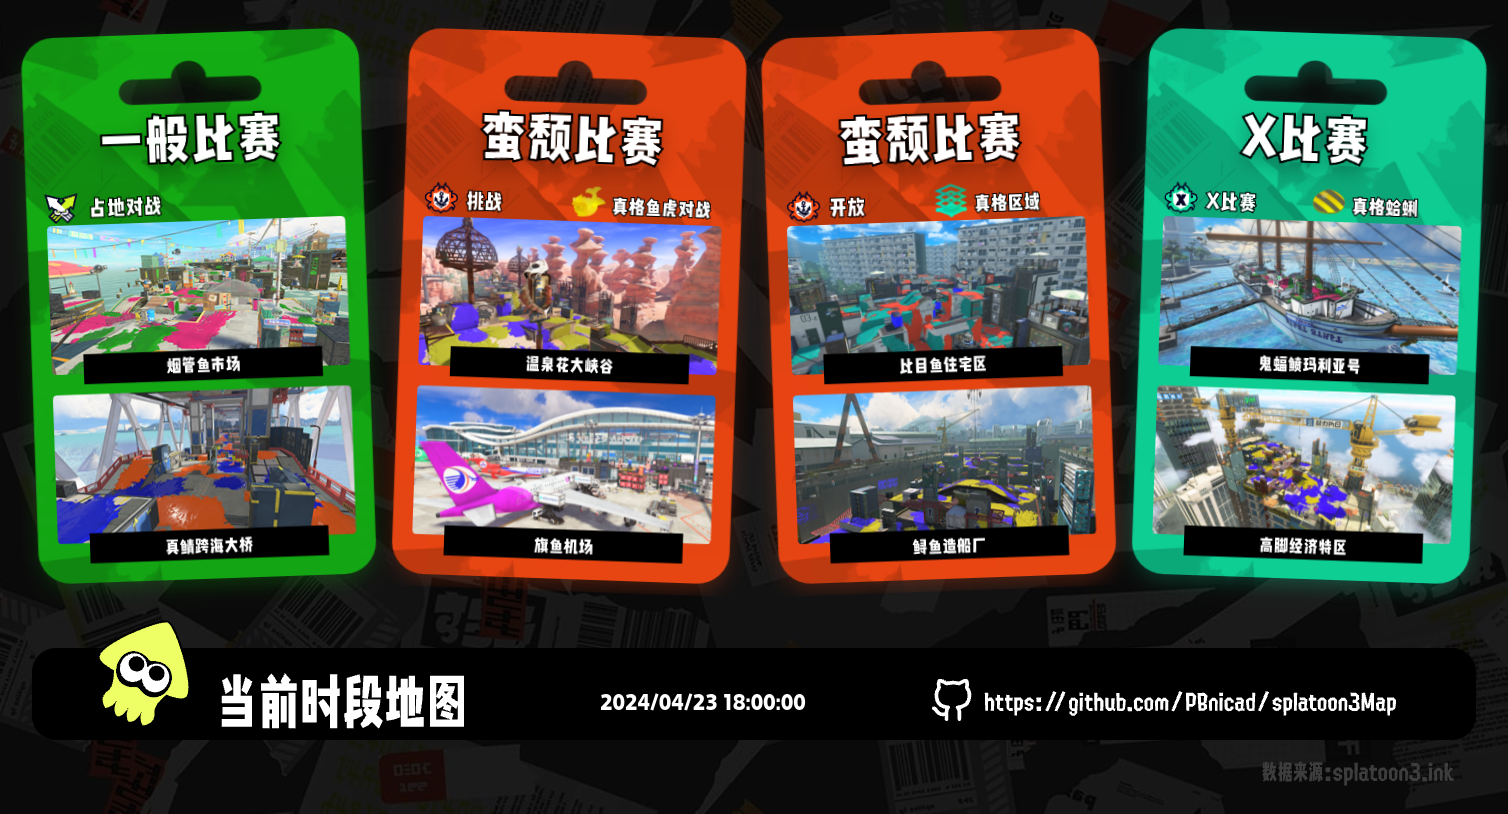 一般比赛
占地对战
烟管鱼市场
真鲭跨海大桥
蛮颓比赛
挑战
真格鱼虎对战
温泉花大峡谷
旗鱼机场
蛮颓比赛
开放
真格区域
比目鱼住宅区
鲟鱼造船厂
X比赛
X比赛
真格蛤蜊
鬼蝠鲼玛利亚号
高脚经济特区
当前时段地图
2024/04/23 18:00:00
https://github.com/PBnicad/splatoon3Map
数据来源:splatoon3.ink